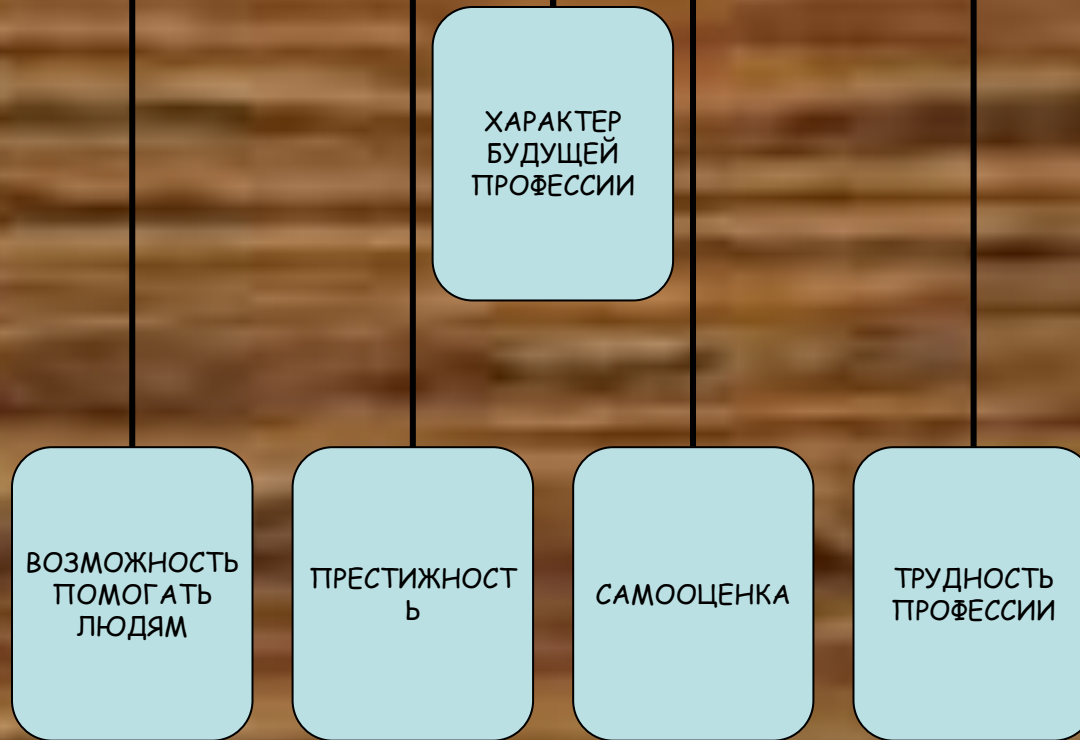 ХАРАКТЕР
БУДУЩЕЙ
ПРОФЕССИИ
ВОЗМОЖНОСТЬ
ПОМОГАТЬ
ЛЮДЯМ
ПРЕСТИЖНОСТ
Ь
САМООЦЕНКА
ТРУДНОСТЬ
ПРОФЕССИИ